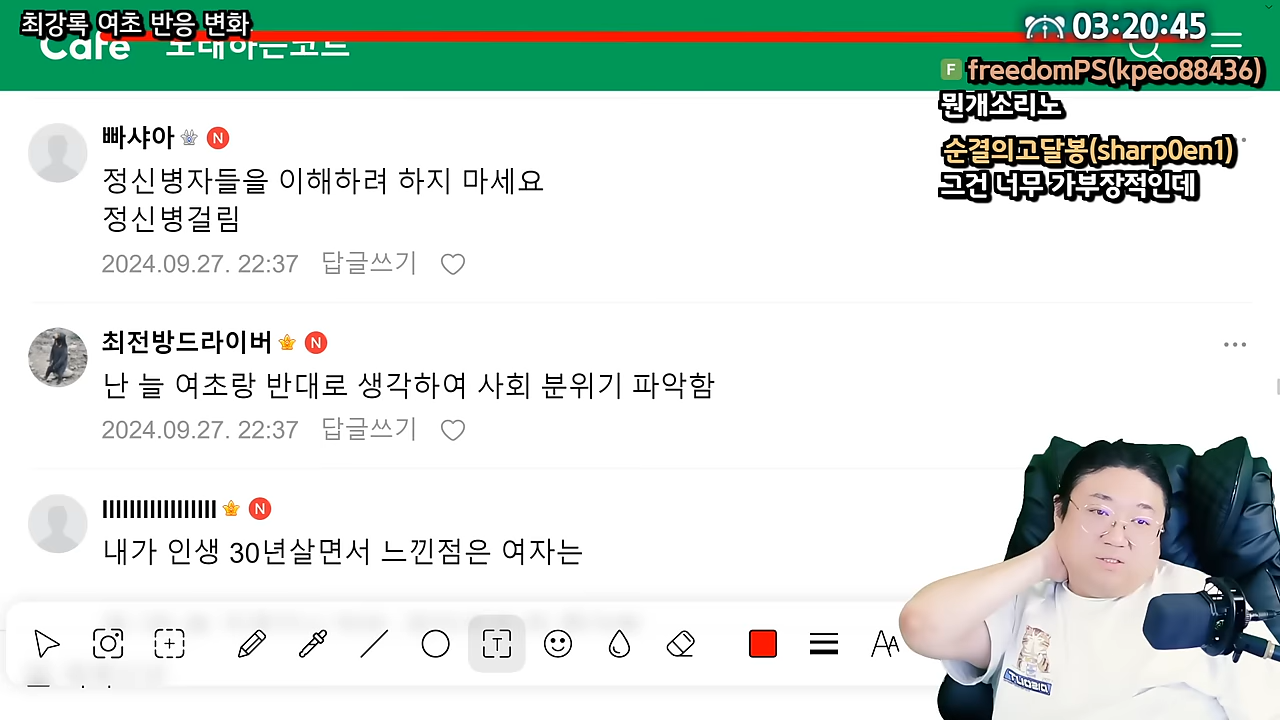 최강록 여초 반응 변화
Cafe
03:20:45
F freedomPS(kpeo88436)
뭔개소리노
순결의고달봉(sharp0en1)
그건 너무 가부장적인데
빠샤아 N
정신병자들을 이해하려 하지 마세요
정신병걸림
2024.09.27. 22:37 답글쓰기
최전방드라이버 N
난 늘 여초랑 반대로 생각하여 사회 분위기 파악함
2024.09.27. 22:37 답글쓰기
N
내가 인생 30년살면서 느낀점은 여자는
T
AA